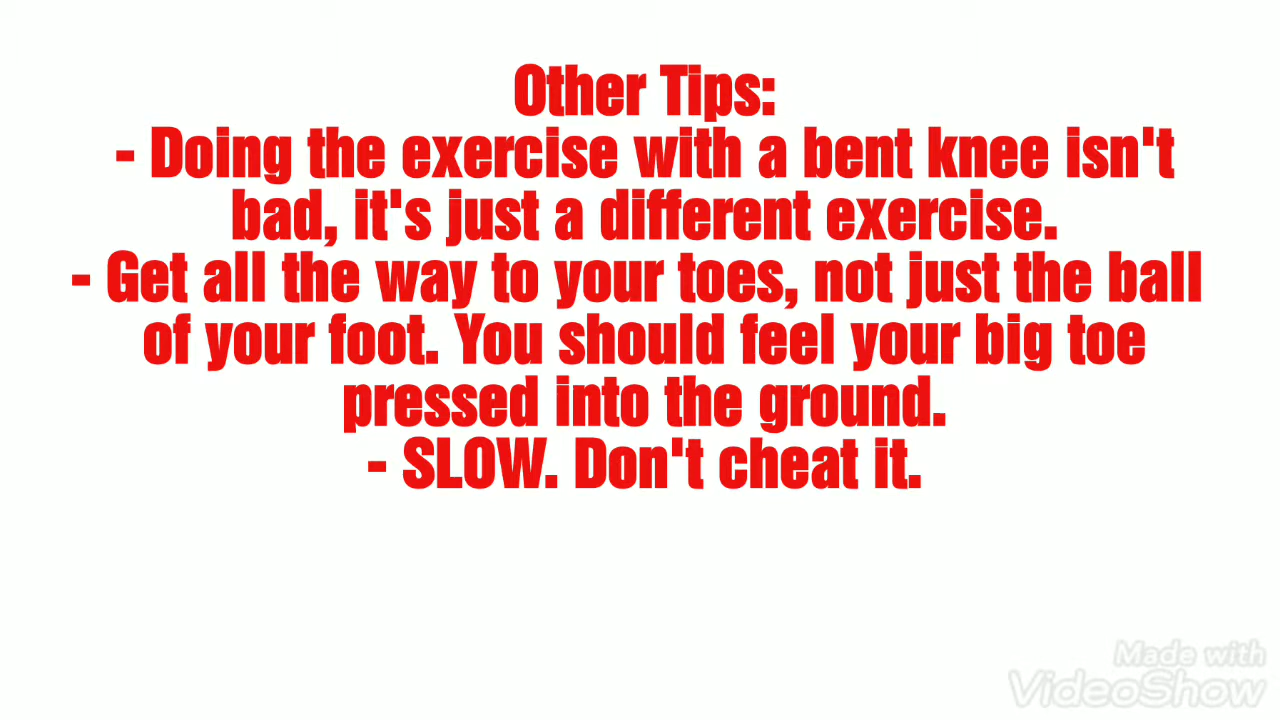 Other Tips:
- Doing the exercise with a bent knee isn't
bad, it's just a different exercise.
- Get all the way to your toes, not just the ball
of your foot. You should feel your big toe
pressed into the ground.
- SLOW. Don't cheat it.
Made with
VideoShow